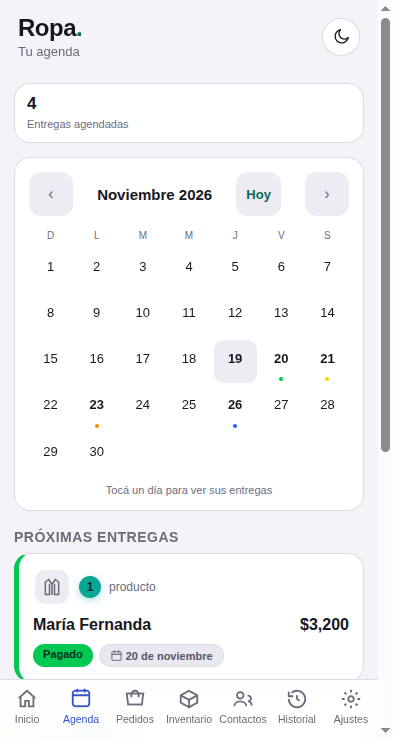 Ropa.
Tu agenda
4
Entregas agendadas
‹ Noviembre 2026 Hoy ›
D L M M J V S
1 2 3 4 5 6 7
8 9 10 11 12 13 14
15 16 17 18 19 20 21
22 23 24 25 26 27 28
29 30
Tocá un día para ver sus entregas
PRÓXIMAS ENTREGAS
1 producto
María Fernanda $3,200
Pagado 20 de noviembre
Inicio Agenda Pedidos Inventario Contactos Historial Ajustes